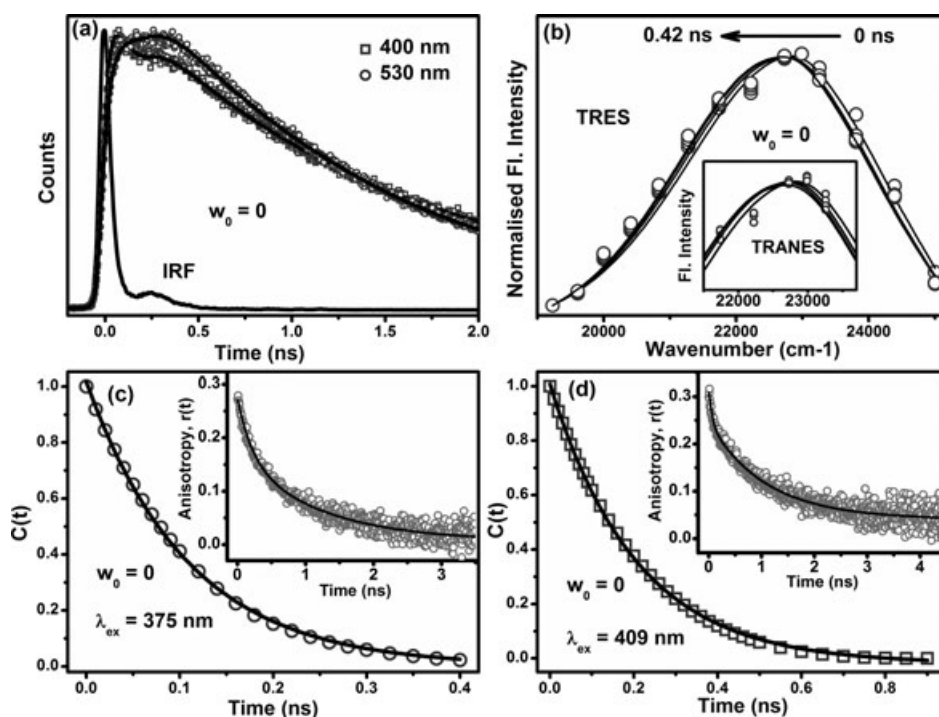 (a)
400 nm
530 nm
w0 = 0
IRF
Counts
0.0 0.5 1.0 1.5 2.0
Time (ns)
(b)
0.42 ns 0 ns
TRES
w0 = 0
TRANES
Fl. Intensity
22000 23000
Normalised Fl. Intensity
20000 22000 24000
Wavenumber (cm-1)
(c)
C(t)
1.0
0.8
0.6
0.4
0.2
0.0
w0 = 0
λex = 375 nm
Anisotropy, r(t)
0.3
0.2
0.1
0.0
0 1 2 3
Time (ns)
0.0 0.1 0.2 0.3 0.4
Time (ns)
(d)
C(t)
1.0
0.8
0.6
0.4
0.2
0.0
w0 = 0
λex = 409 nm
Anisotropy, r(t)
0.3
0.2
0.1
0.0
0 1 2 3 4
Time (ns)
0.0 0.2 0.4 0.6 0.8
Time (ns)